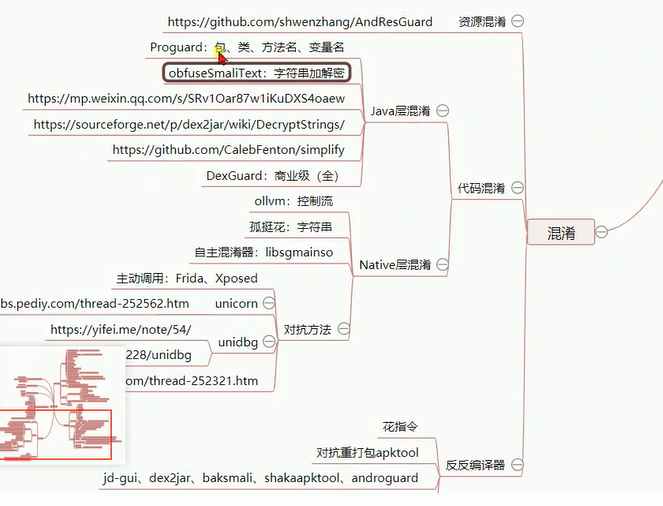 https://github.com/shwenzhang/AndResGuard
资源混淆
Proguard：包、类、方法名、变量名
obfuseSmaliText：字符串加解密
https://mp.weixin.qq.com/s/SRv1Oar87w1iKuDXS4oaew
Java层混淆
https://sourceforge.net/p/dex2jar/wiki/DecryptStrings/
https://github.com/CalebFenton/simplify
DexGuard：商业级（全）
代码混淆
ollvm：控制流
孤挺花：字符串
混淆
自主混淆器：libsgmainso
Native层混淆
主动调用：Frida、Xposed
bs.pediy.com/thread-252562.htm
unicorn
https://yifei.me/note/54/
unidbg
对抗方法
228/unidbg
om/thread-252321.htm
花指令
对抗重打包apktool
反反编译器
jd-gui、dex2jar、baksmali、shakaapktool、androguard